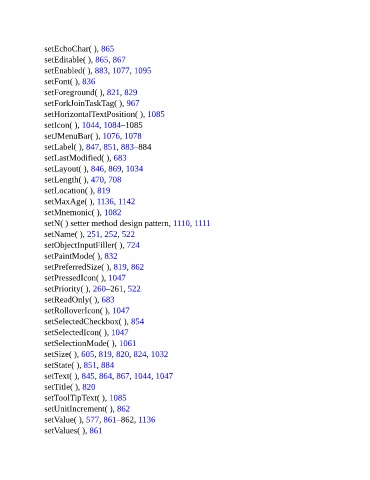 setEchoChar( ), 865
setEditable( ), 865, 867
setEnabled( ), 883, 1077, 1095
setFont( ), 836
setForeground( ), 821, 829
setForkJoinTaskTag( ), 967
setHorizontalTextPosition( ), 1085
setIcon( ), 1044, 1084–1085
setJMenuBar( ), 1076, 1078
setLabel( ), 847, 851, 883–884
setLastModified( ), 683
setLayout( ), 846, 869, 1034
setLength( ), 470, 708
setLocation( ), 819
setMaxAge( ), 1136, 1142
setMnemonic( ), 1082
setN( ) setter method design pattern, 1110, 1111
setName( ), 251, 252, 522
setObjectInputFiller( ), 724
setPaintMode( ), 832
setPreferredSize( ), 819, 862
setPressedIcon( ), 1047
setPriority( ), 260–261, 522
setReadOnly( ), 683
setRolloverIcon( ), 1047
setSelectedCheckbox( ), 854
setSelectedIcon( ), 1047
setSelectionMode( ), 1061
setSize( ), 605, 819, 820, 824, 1032
setState( ), 851, 884
setText( ), 845, 864, 867, 1044, 1047
setTitle( ), 820
setToolTipText( ), 1085
setUnitIncrement( ), 862
setValue( ), 577, 861–862, 1136
setValues( ), 861